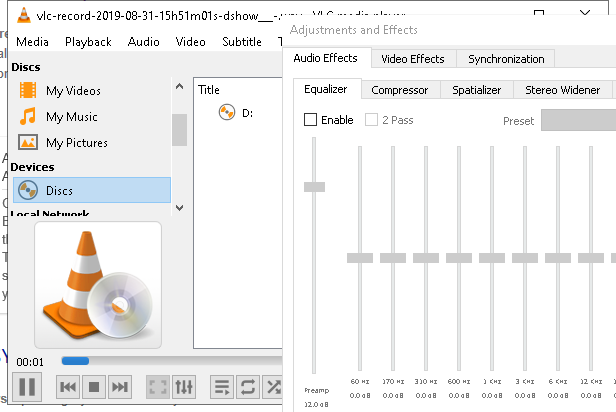 vlc-record-2019-08-31-15h51m01s-dshow__-.wav - VLC media player
Media Playback Audio Video Subtitle T
Discs
My Videos
My Music
My Pictures
Devices
Discs
Local Network
Title
D:
00:01
Adjustments and Effects
Audio Effects Video Effects Synchronization
Equalizer Compressor Spatializer Stereo Widener
Enable 2 Pass Preset
60 Hz 170 Hz 310 Hz 600 Hz 1 KHz 3 KHz 6 KHz 12 KHz
Preamp 0.0 dB 0.0 dB 0.0 dB 0.0 dB 0.0 dB 0.0 dB 0.0 dB 0.0 dB
12.0 dB